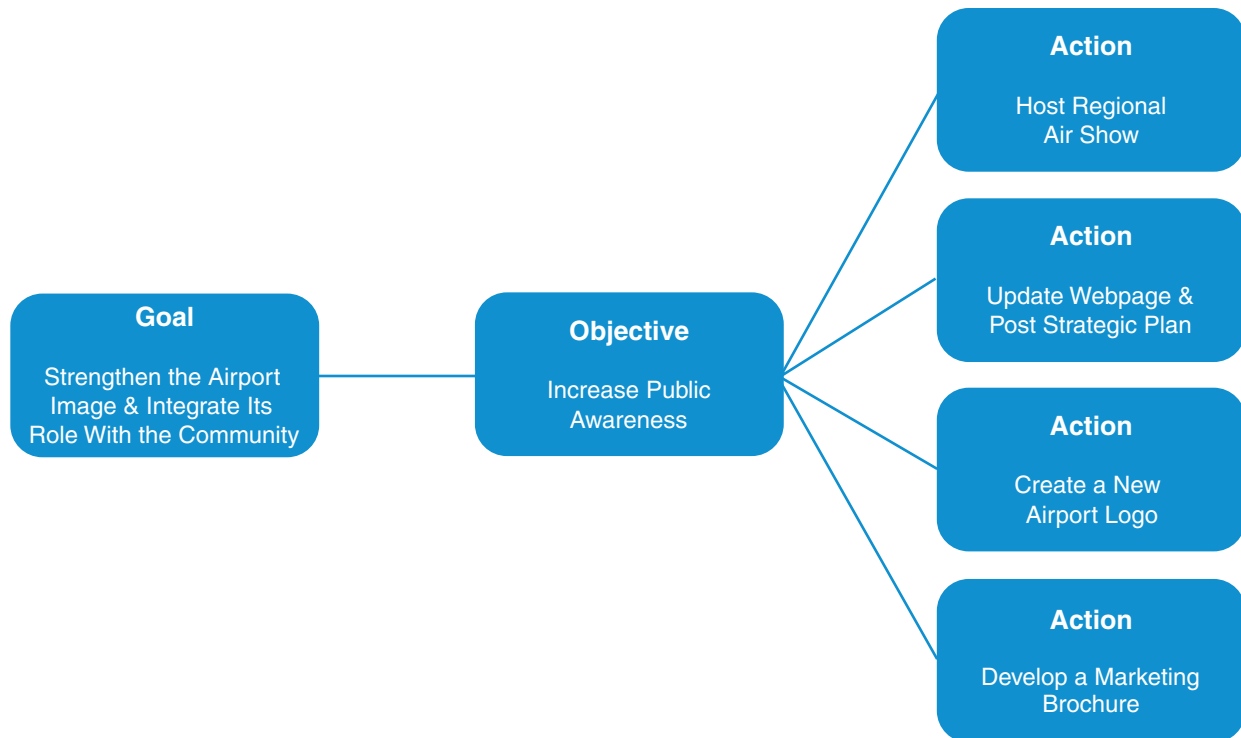 Goal
Strengthen the Airport
Image & Integrate Its
Role With the Community
Objective
Increase Public
Awareness
Action
Host Regional
Air Show
Action
Update Webpage &
Post Strategic Plan
Action
Create a New
Airport Logo
Action
Develop a Marketing
Brochure